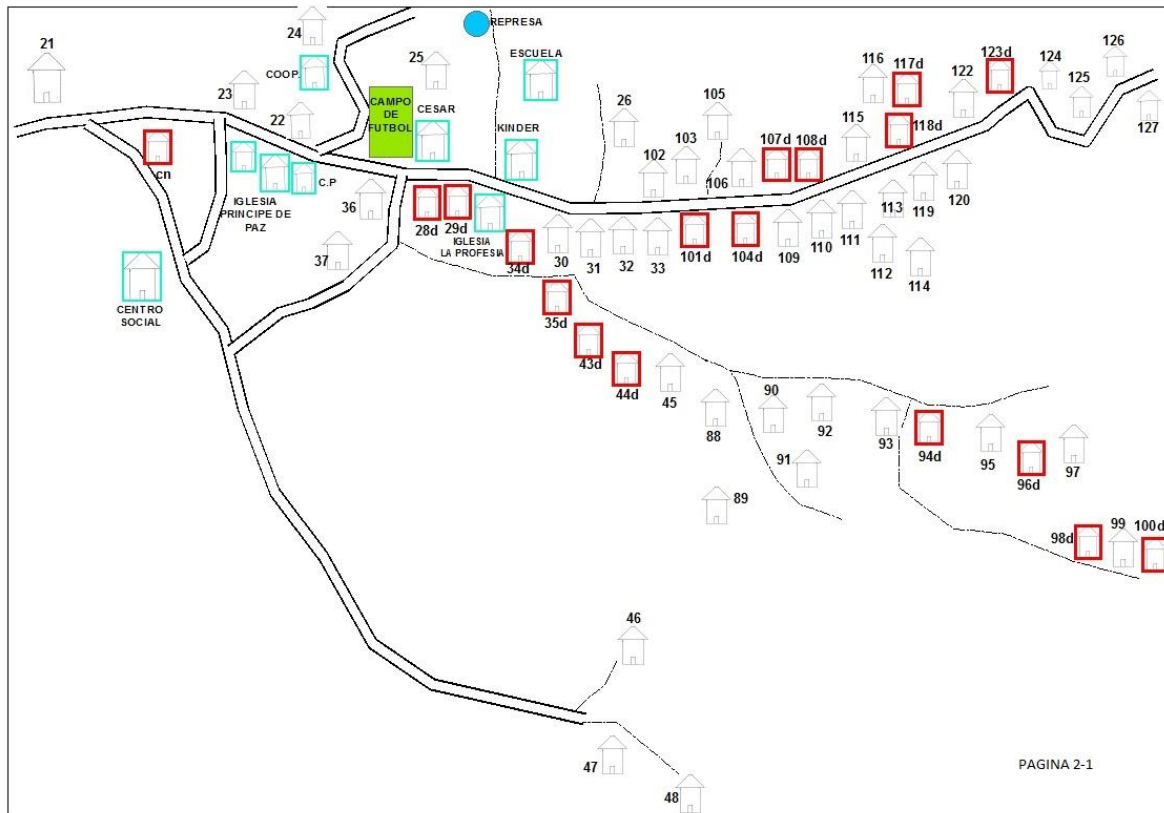 21
24
REPRESA
COOP.
25
ESCUELA
23
22
CAMPO
DE
FUTBOL
CESAR
KINDER
26
105
103
102
106
107d
108d
116
117d
115
118d
122
123d
124
126
125
127
cn
C.P
IGLESIA
PRINCIPE DE
PAZ
36
37
28d
29d
IGLESIA
LA PROFESIA
34d
30
31
32
33
101d
104d
109
110
111
113
119
120
112
114
CENTRO
SOCIAL
35d
43d
44d
45
88
90
92
93
94d
95
96d
97
91
89
98d
99
100d
46
47
48
PAGINA 2-1